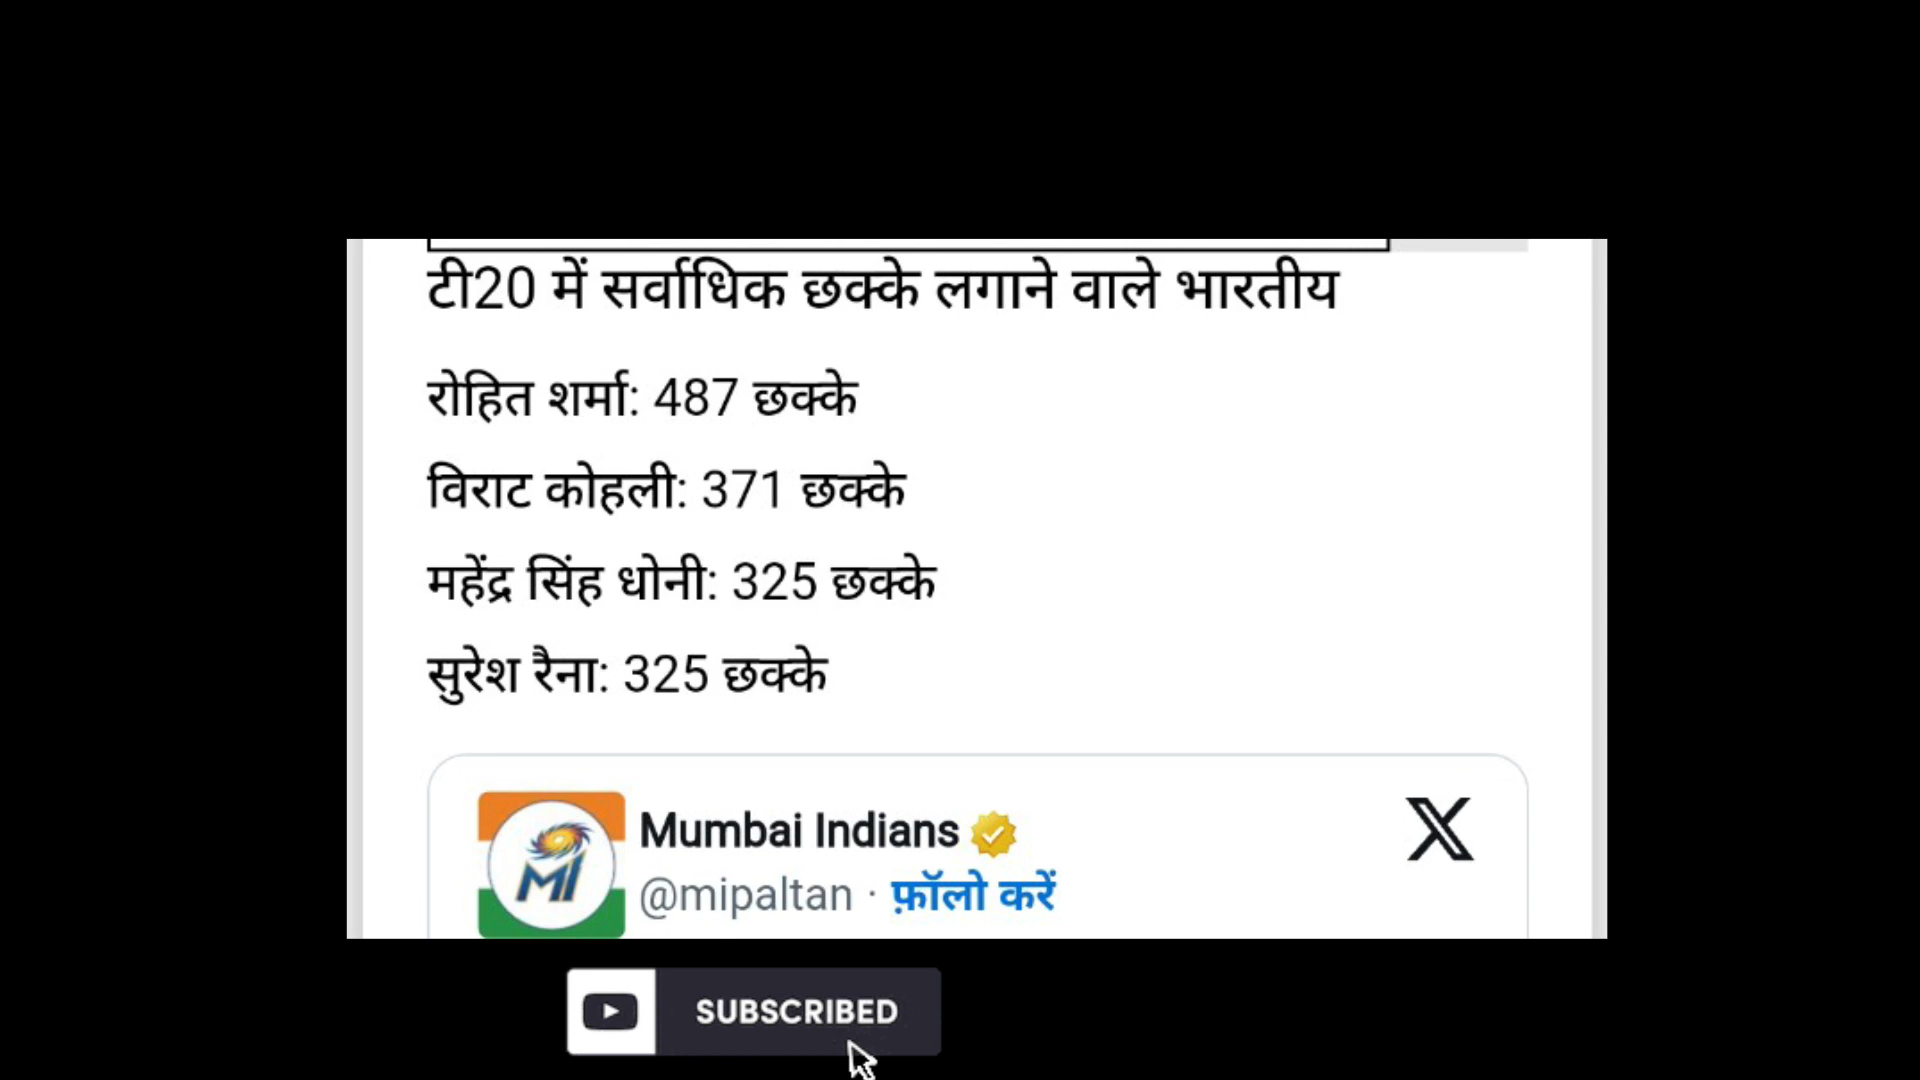 टी20 में सर्वाधिक छक्के लगाने वाले भारतीय
रोहित शर्मा: 487 छक्के
विराट कोहली: 371 छक्के
महेंद्र सिंह धोनी: 325 छक्के
सुरेश रैना: 325 छक्के
Mumbai Indians
@mipaltan · फ़ॉलो करें
MI
SUBSCRIBED